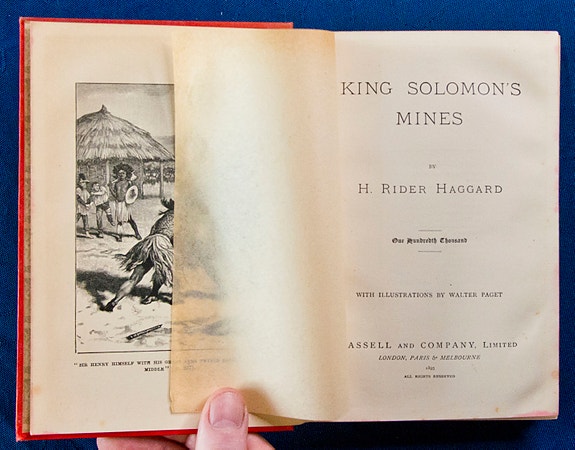 "SIR HENRY HIMSELF WITH HIS
MIDDLE"
KING SOLOMON'S
MINES
BY
H. RIDER HAGGARD
One Hundredth Thousand
WITH ILLUSTRATIONS BY WALTER PAGET
ASSELL AND COMPANY, LIMITED
LONDON, PARIS & MELBOURNE
ALL RIGHTS RESERVED